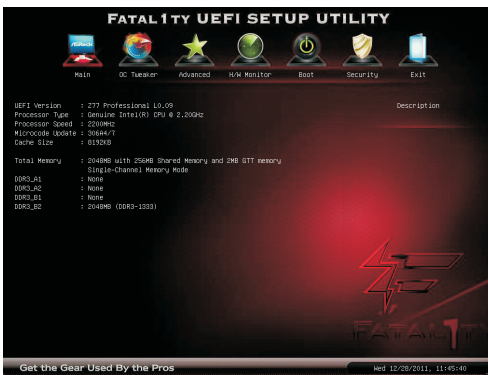 FATAL1TY UEFI SETUP UTILITY
ASRock
Main OC Tweaker Advanced H/W Monitor Boot Security Exit
UEFI Version : Z77 Professional L0.09
Processor Type : Genuine Intel(R) CPU @ 2.20GHz
Processor Speed : 2200MHz
Microcode Update : 306A4/7
Cache Size : 8192KB
Description
Total Memory : 2048MB with 256MB Shared Memory and 2MB GTT memory
Single-Channel Memory Mode
DDR3_A1 : None
DDR3_A2 : None
DDR3_B1 : None
DDR3_B2 : 2048MB (DDR3-1333)
FATAL1TY
Get the Gear Used By the Pros
Wed 12/28/2011, 11:45:40